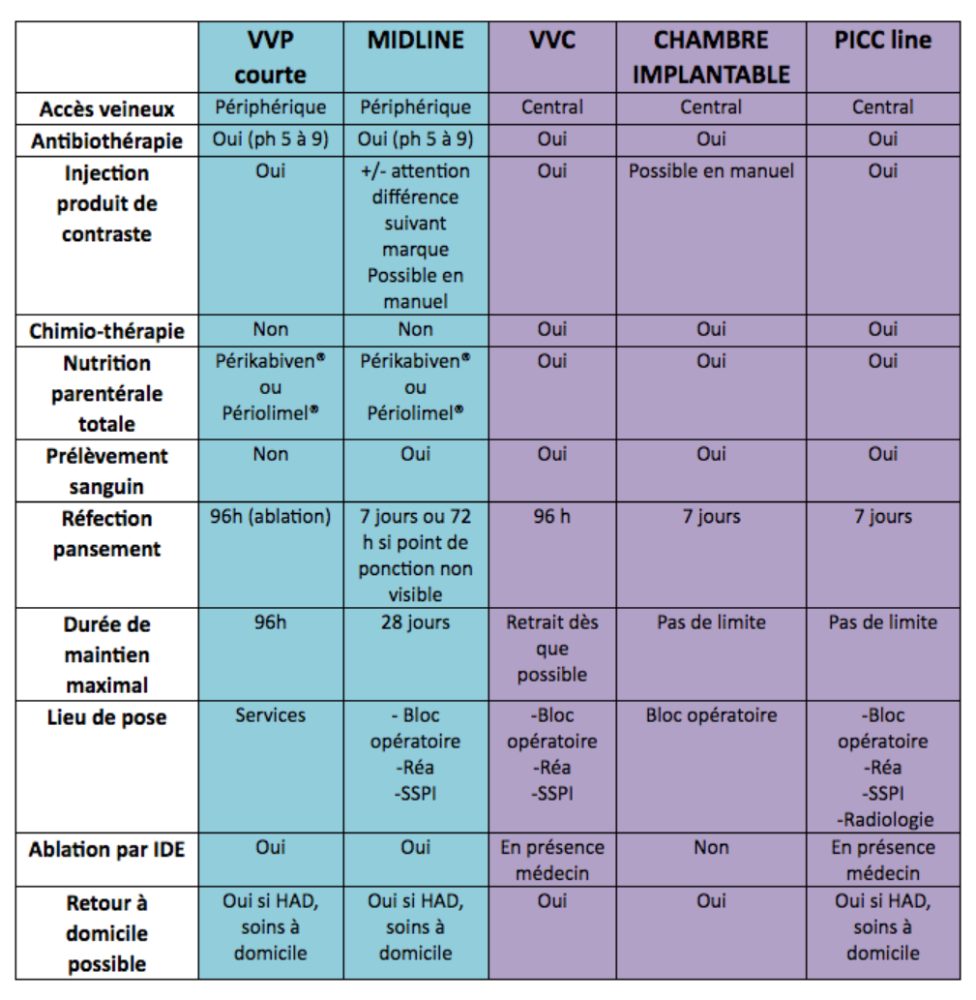 VVP courte MIDLINE VVC CHAMBRE IMPLANTABLE PICC line
Accès veineux Périphérique Périphérique Central Central Central
Antibiothérapie Oui (ph 5 à 9) Oui (ph 5 à 9) Oui Oui Oui
Injection produit de contraste Oui +/- attention différence suivant marque Possible en manuel Oui Possible en manuel Oui
Chimio-thérapie Non Non Oui Oui Oui
Nutrition parentérale totale Périkabiven® ou Périolimel® Périkabiven® ou Périolimel® Oui Oui Oui
Prélèvement sanguin Non Oui Oui Oui Oui
Réfection pansement 96h (ablation) 7 jours ou 72 h si point de ponction non visible 96 h 7 jours 7 jours
Durée de maintien maximal 96h 28 jours Retrait dès que possible Pas de limite Pas de limite
Lieu de pose Services - Bloc opératoire -Réa -SSPI -Bloc opératoire -Réa -SSPI Bloc opératoire -Bloc opératoire -Réa -SSPI -Radiologie
Ablation par IDE Oui Oui En présence médecin Non En présence médecin
Retour à domicile possible Oui si HAD, soins à domicile Oui si HAD, soins à domicile Oui Oui Oui si HAD, soins à domicile